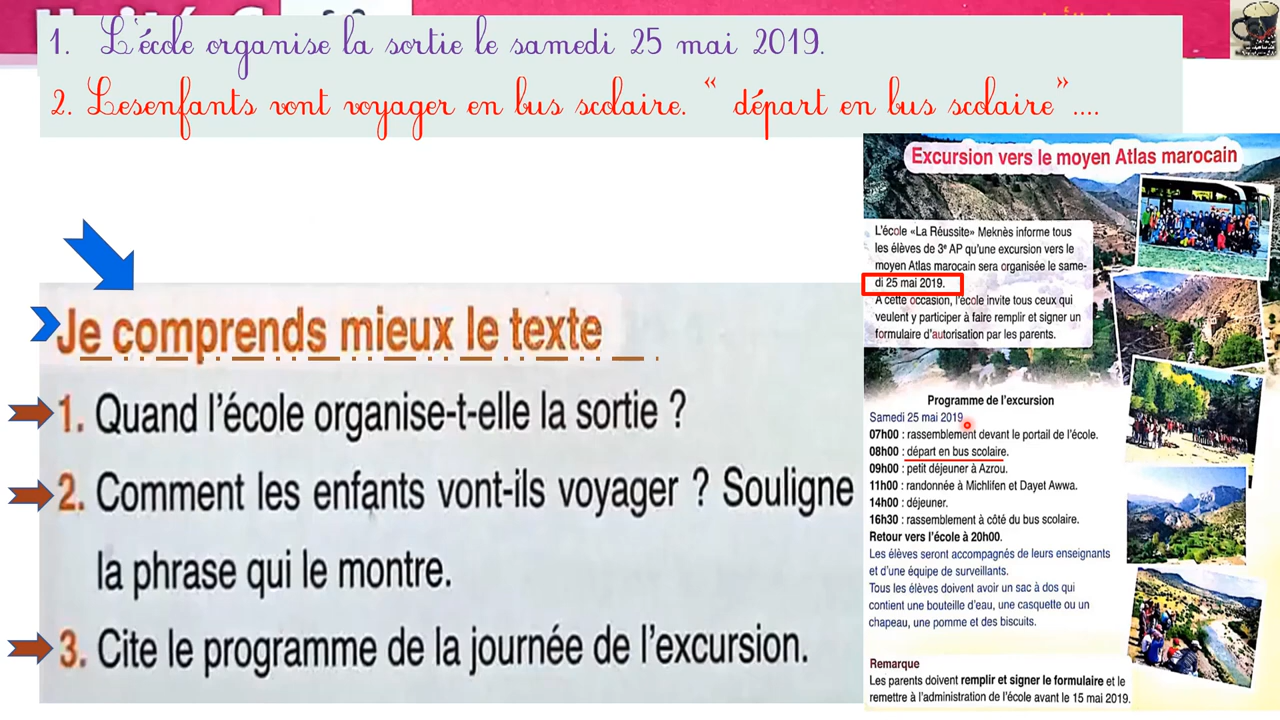 1. L'école organise la sortie le samedi 25 mai 2019.
2. Lesenfants vont voyager en bus scolaire. “ départ en bus scolaire”....
Excursion vers le moyen Atlas marocain
L'école «La Réussite» Meknès informe tous
les élèves de 3e AP qu'une excursion vers le
moyen Atlas marocain sera organisée le same-
di 25 mai 2019.
A cette occasion, l'école invite tous ceux qui
veulent y participer à faire remplir et signer un
formulaire d'autorisation par les parents.
Je comprends mieux le texte
1. Quand l'école organise-t-elle la sortie ?
2. Comment les enfants vont-ils voyager ? Souligne
la phrase qui le montre.
3. Cite le programme de la journée de l'excursion.
Programme de l'excursion
Samedi 25 mai 2019
07h00 : rassemblement devant le portail de l'école.
08h00 : départ en bus scolaire.
09h00 : petit déjeuner à Azrou.
11h00 : randonnée à Michlifen et Dayet Awwa.
14h00 : déjeuner.
16h30 : rassemblement à côté du bus scolaire.
Retour vers l'école à 20h00.
Les élèves seront accompagnés de leurs enseignants
et d'une équipe de surveillants.
Tous les élèves doivent avoir un sac à dos qui
contient une bouteille d'eau, une casquette ou un
chapeau, une pomme et des biscuits.
Remarque
Les parents doivent remplir et signer le formulaire et le
remettre à l'administration de l'école avant le 15 mai 2019.